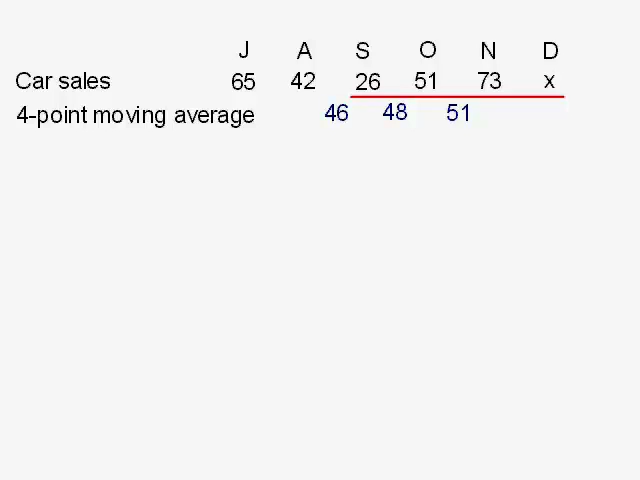 J A S O N D
Car sales 65 42 26 51 73 x
4-point moving average 46 48 51